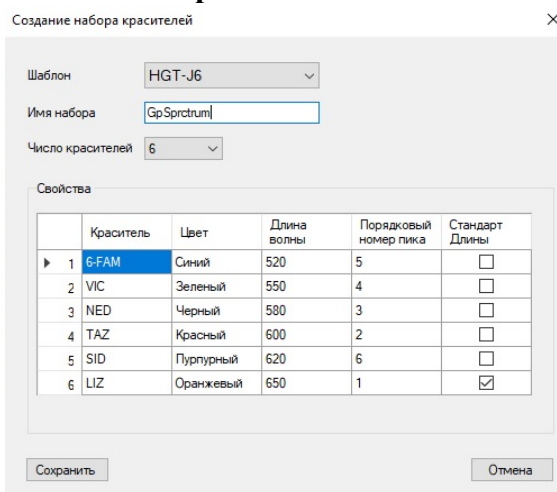 Создание набора красителей
Шаблон HGT-J6
Имя набора GpSprctrum
Число красителей 6
Свойства
Краситель Цвет Длина волны Порядковый номер пика Стандарт Длины
1 6-FAM Синий 520 5
2 VIC Зеленый 550 4
3 NED Черный 580 3
4 TAZ Красный 600 2
5 SID Пурпурный 620 6
6 LIZ Оранжевый 650 1
Сохранить Отмена